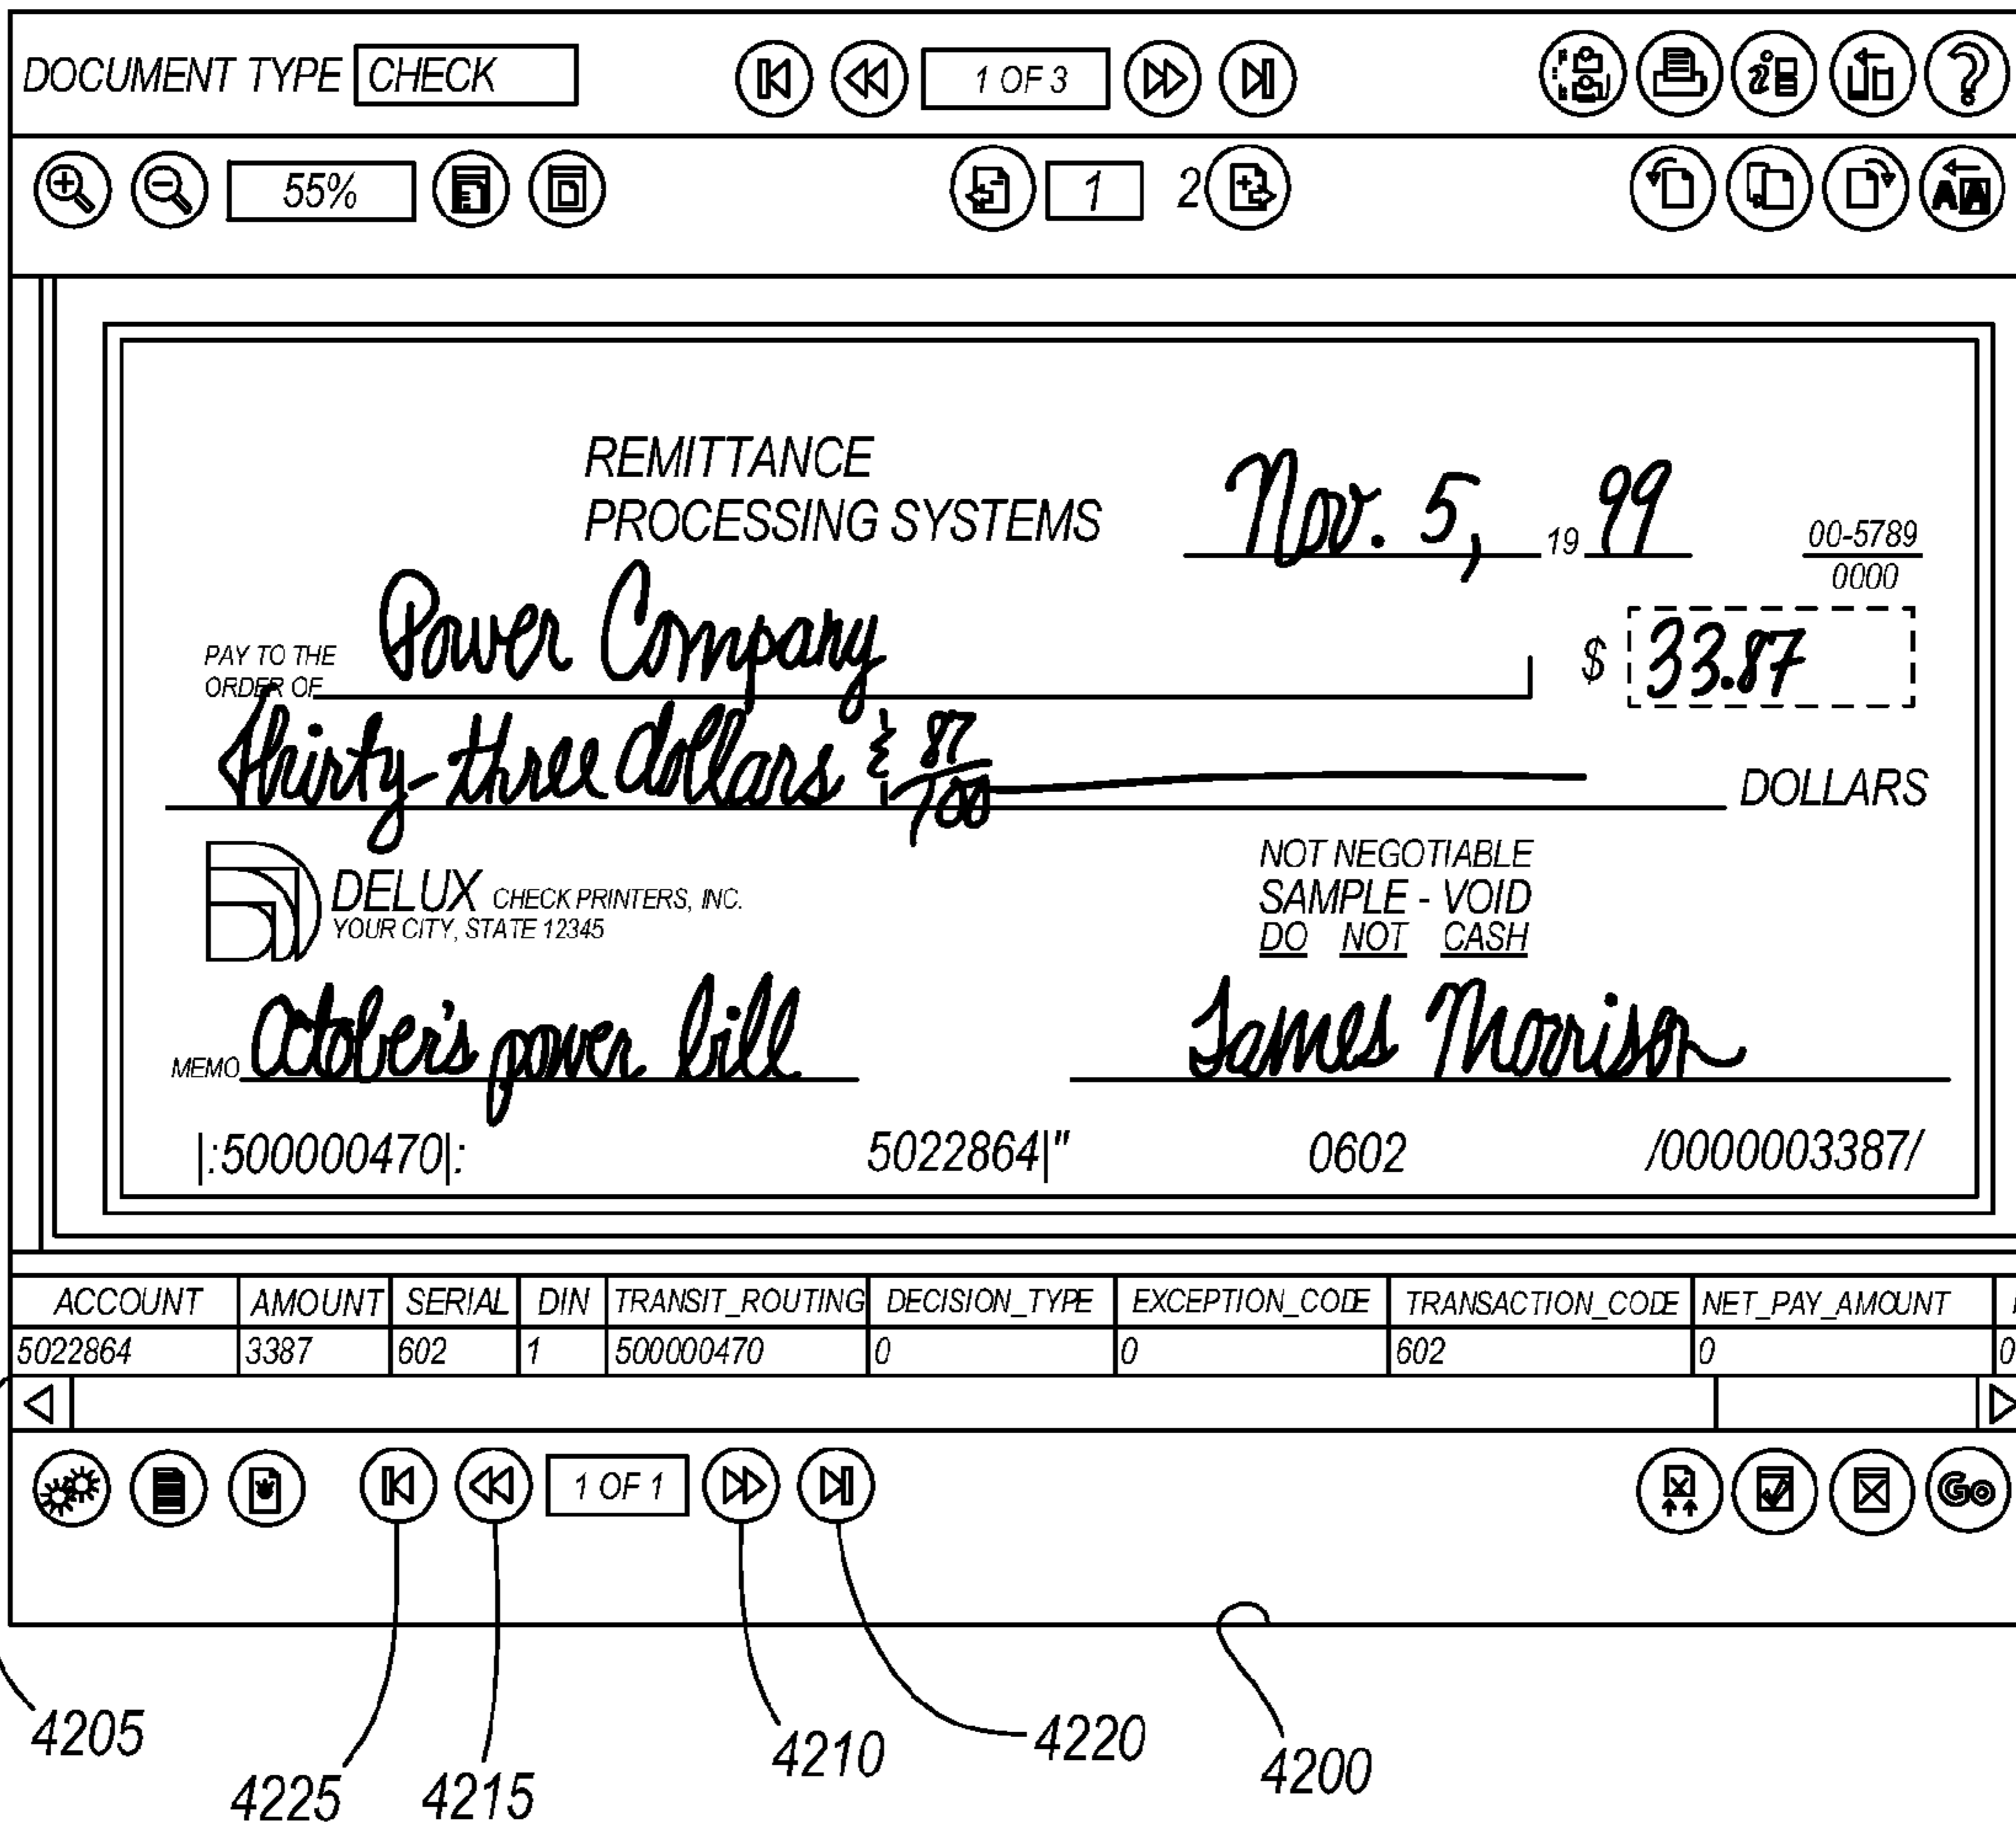 DOCUMENT TYPE CHECK 1 OF 3
55% 1 2
REMITTANCE
PROCESSING SYSTEMS
Nov. 5, 19 99
00-5789
0000
PAY TO THE
ORDER OF Power Company $ 33.87
Thirty-three dollars & 87/100 DOLLARS
DELUX CHECK PRINTERS, INC.
YOUR CITY, STATE 12345
NOT NEGOTIABLE
SAMPLE - VOID
DO NOT CASH
MEMO October's power bill James Morrison
|:500000470|: 5022864|" 0602 /0000003387/
ACCOUNT AMOUNT SERIAL DIN TRANSIT_ROUTING DECISION_TYPE EXCEPTION_CODE TRANSACTION_CODE NET_PAY_AMOUNT
5022864 3387 602 1 500000470 0 0 602 0 0
1 OF 1 Go
4205 4225 4215 4210 4220 4200